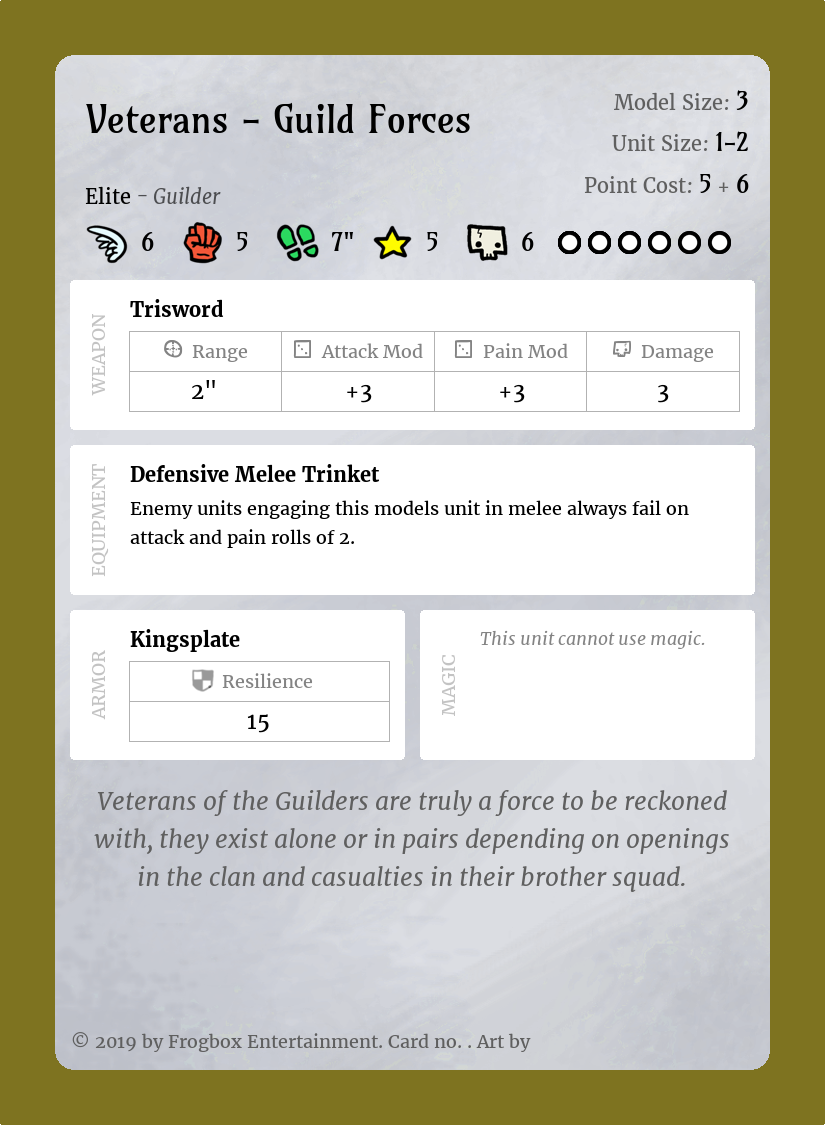 Veterans – Guild Forces
Model Size: 3
Unit Size: 1–2
Point Cost: 5 + 6
Elite – Guilder
6 5 7" 5 6
WEAPON
Trisword
Range Attack Mod Pain Mod Damage
2" +3 +3 3
EQUIPMENT
Defensive Melee Trinket
Enemy units engaging this models unit in melee always fail on
attack and pain rolls of 2.
ARMOR
Kingsplate
Resilience
15
MAGIC
This unit cannot use magic.
Veterans of the Guilders are truly a force to be reckoned
with, they exist alone or in pairs depending on openings
in the clan and casualties in their brother squad.
© 2019 by Frogbox Entertainment. Card no. . Art by